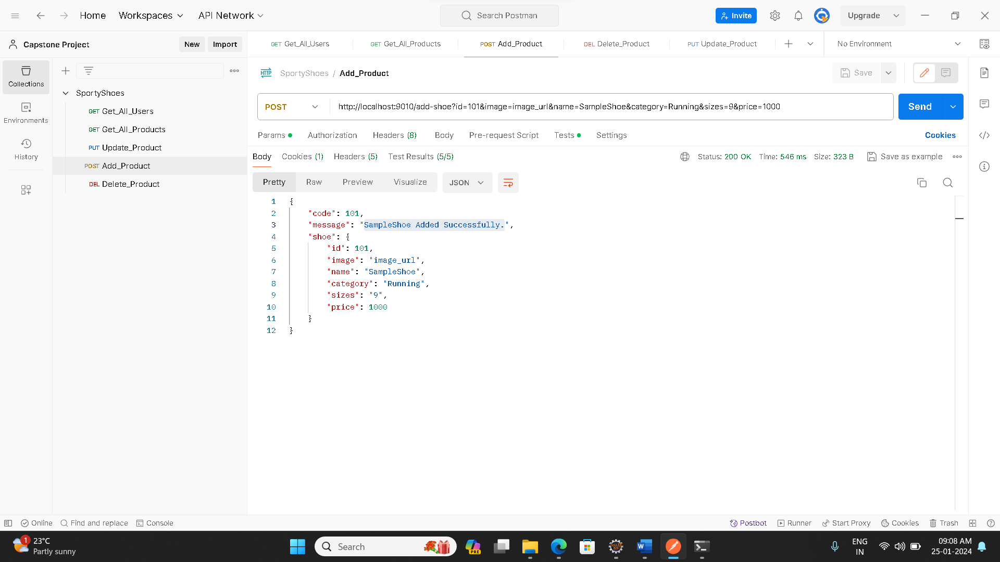 Home Workspaces API Network Search Postman Invite Upgrade
Capstone Project New Import GET Get_All_Users GET Get_All_Products POST Add_Product DEL Delete_Product PUT Update_Product No Environment
Collections
Environments
History
SportyShoes
GET Get_All_Users
GET Get_All_Products
PUT Update_Product
POST Add_Product
DEL Delete_Product
HTTP SportyShoes / Add_Product Save
POST http://localhost:9010/add-shoe?id=101&image=image_url&name=SampleShoe&category=Running&sizes=9&price=1000 Send
Params Authorization Headers (8) Body Pre-request Script Tests Settings Cookies
Body Cookies (1) Headers (5) Test Results (5/5) Status: 200 OK Time: 546 ms Size: 323 B Save as example
Pretty Raw Preview Visualize JSON
1 {
2 "code": 101,
3 "message": "SampleShoe Added Successfully.",
4 "shoe": {
5 "id": 101,
6 "image": "image_url",
7 "name": "SampleShoe",
8 "category": "Running",
9 "sizes": "9",
10 "price": 1000
11 }
12 }
Online Find and replace Console Postbot Runner Start Proxy Cookies Trash
1 23°C
Partly sunny
Search
PRE
ENG
IN
09:08 AM
25-01-2024